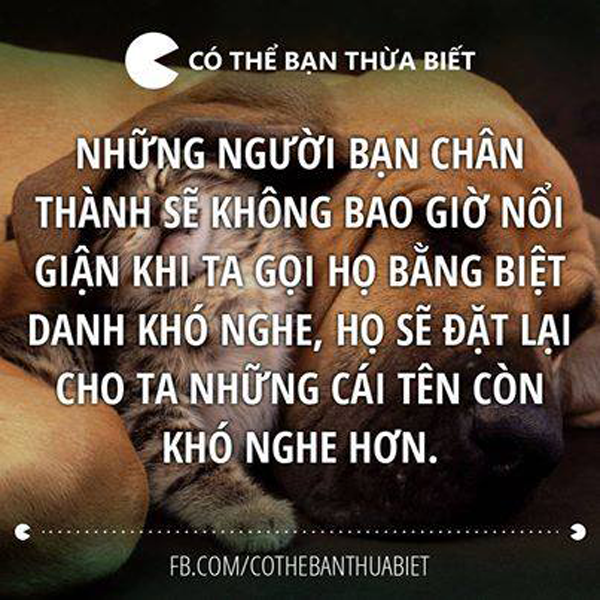 CÓ THỂ BẠN THỪA BIẾT
NHỮNG NGƯỜI BẠN CHÂN
THÀNH SẼ KHÔNG BAO GIỜ NỔI
GIẬN KHI TA GỌI HỌ BẰNG BIỆT
DANH KHÓ NGHE, HỌ SẼ ĐẶT LẠI
CHO TA NHỮNG CÁI TÊN CÒN
KHÓ NGHE HƠN.
FB.COM/COTHEBANTHUABIET